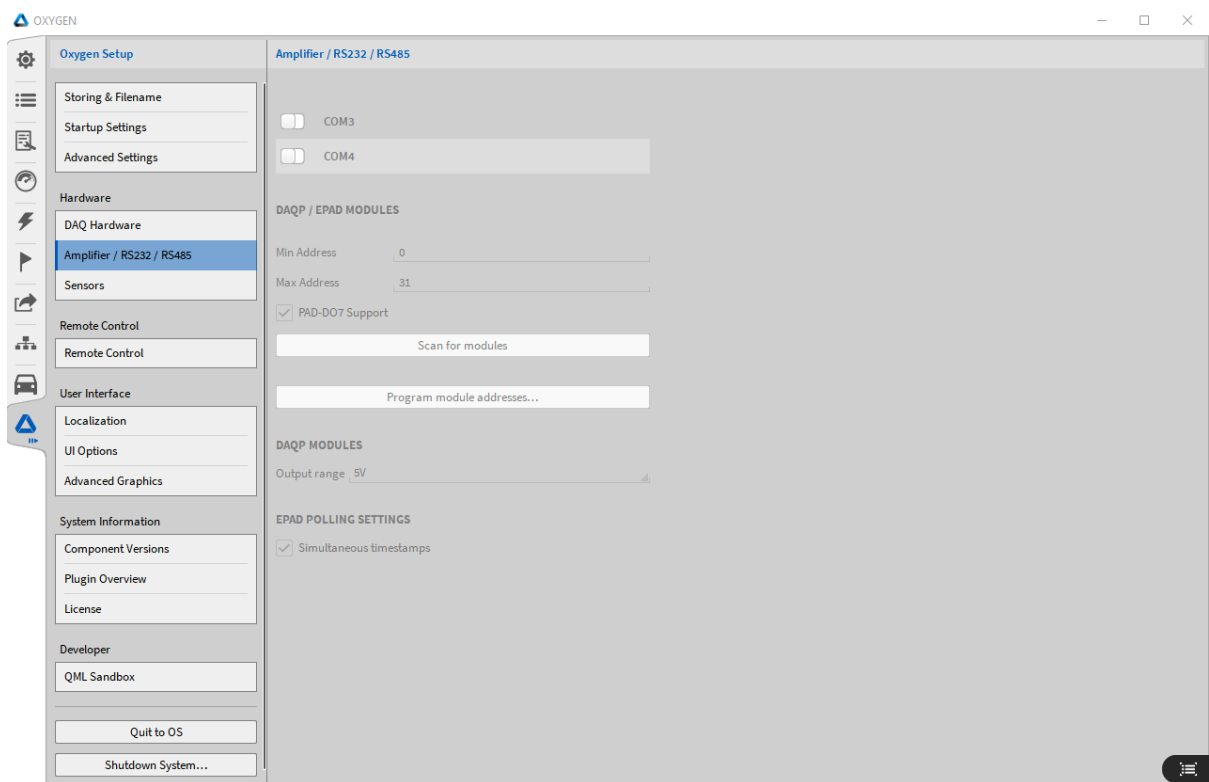 OXYGEN
Oxygen Setup
Storing & Filename
Startup Settings
Advanced Settings
Hardware
DAQ Hardware
Amplifier / RS232 / RS485
Sensors
Remote Control
Remote Control
User Interface
Localization
UI Options
Advanced Graphics
System Information
Component Versions
Plugin Overview
License
Developer
QML Sandbox
Quit to OS
Shutdown System...
Amplifier / RS232 / RS485
COM3
COM4
DAQP / EPAD MODULES
Min Address 0
Max Address 31
PAD-DO7 Support
Scan for modules
Program module addresses...
DAQP MODULES
Output range 5V
EPAD POLLING SETTINGS
Simultaneous timestamps